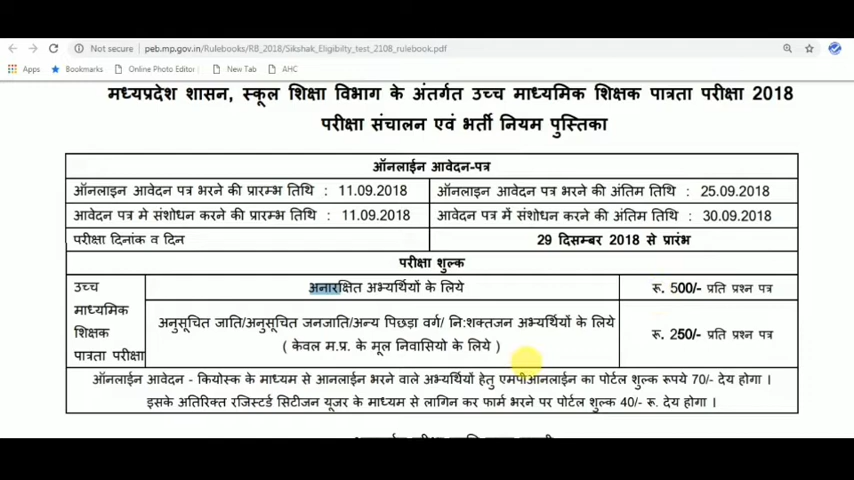 Not secure peb.mp.gov.in/Rulebooks/RB_2018/Sikshak_Eligibilty_test_2108_rulebook.pdf
Apps Bookmarks Online Photo Editor New Tab AHC
मध्यप्रदेश शासन, स्कूल शिक्षा विभाग के अंतर्गत उच्च माध्यमिक शिक्षक पात्रता परीक्षा 2018
परीक्षा संचालन एवं भर्ती नियम पुस्तिका
ऑनलाईन आवेदन-पत्र
ऑनलाइन आवेदन पत्र भरने की प्रारम्भ तिथि : 11.09.2018 ऑनलाइन आवेदन पत्र भरने की अंतिम तिथि : 25.09.2018
आवेदन पत्र मे संशोधन करने की प्रारम्भ तिथि : 11.09.2018 आवेदन पत्र में संशोधन करने की अंतिम तिथि : 30.09.2018
परीक्षा दिनांक व दिन 29 दिसम्बर 2018 से प्रारंभ
परीक्षा शुल्क
उच्च माध्यमिक शिक्षक पात्रता परीक्षा
अनारक्षित अभ्यर्थियों के लिये रू. 500/- प्रति प्रश्न पत्र
अनुसूचित जाति/अनुसूचित जनजाति/अन्य पिछड़ा वर्ग/ नि:शक्तजन अभ्यर्थियों के लिये
( केवल म.प्र. के मूल निवासियो के लिये ) रू. 250/- प्रति प्रश्न पत्र
ऑनलाईन आवेदन - कियोस्क के माध्यम से आनलाईन भरने वाले अभ्यर्थियों हेतु एमपीआनलाईन का पोर्टल शुल्क रूपये 70/- देय होगा ।
इसके अतिरिक्त रजिस्टर्ड सिटीजन यूजर के माध्यम से लागिन कर फार्म भरने पर पोर्टल शुल्क 40/- रू. देय होगा ।